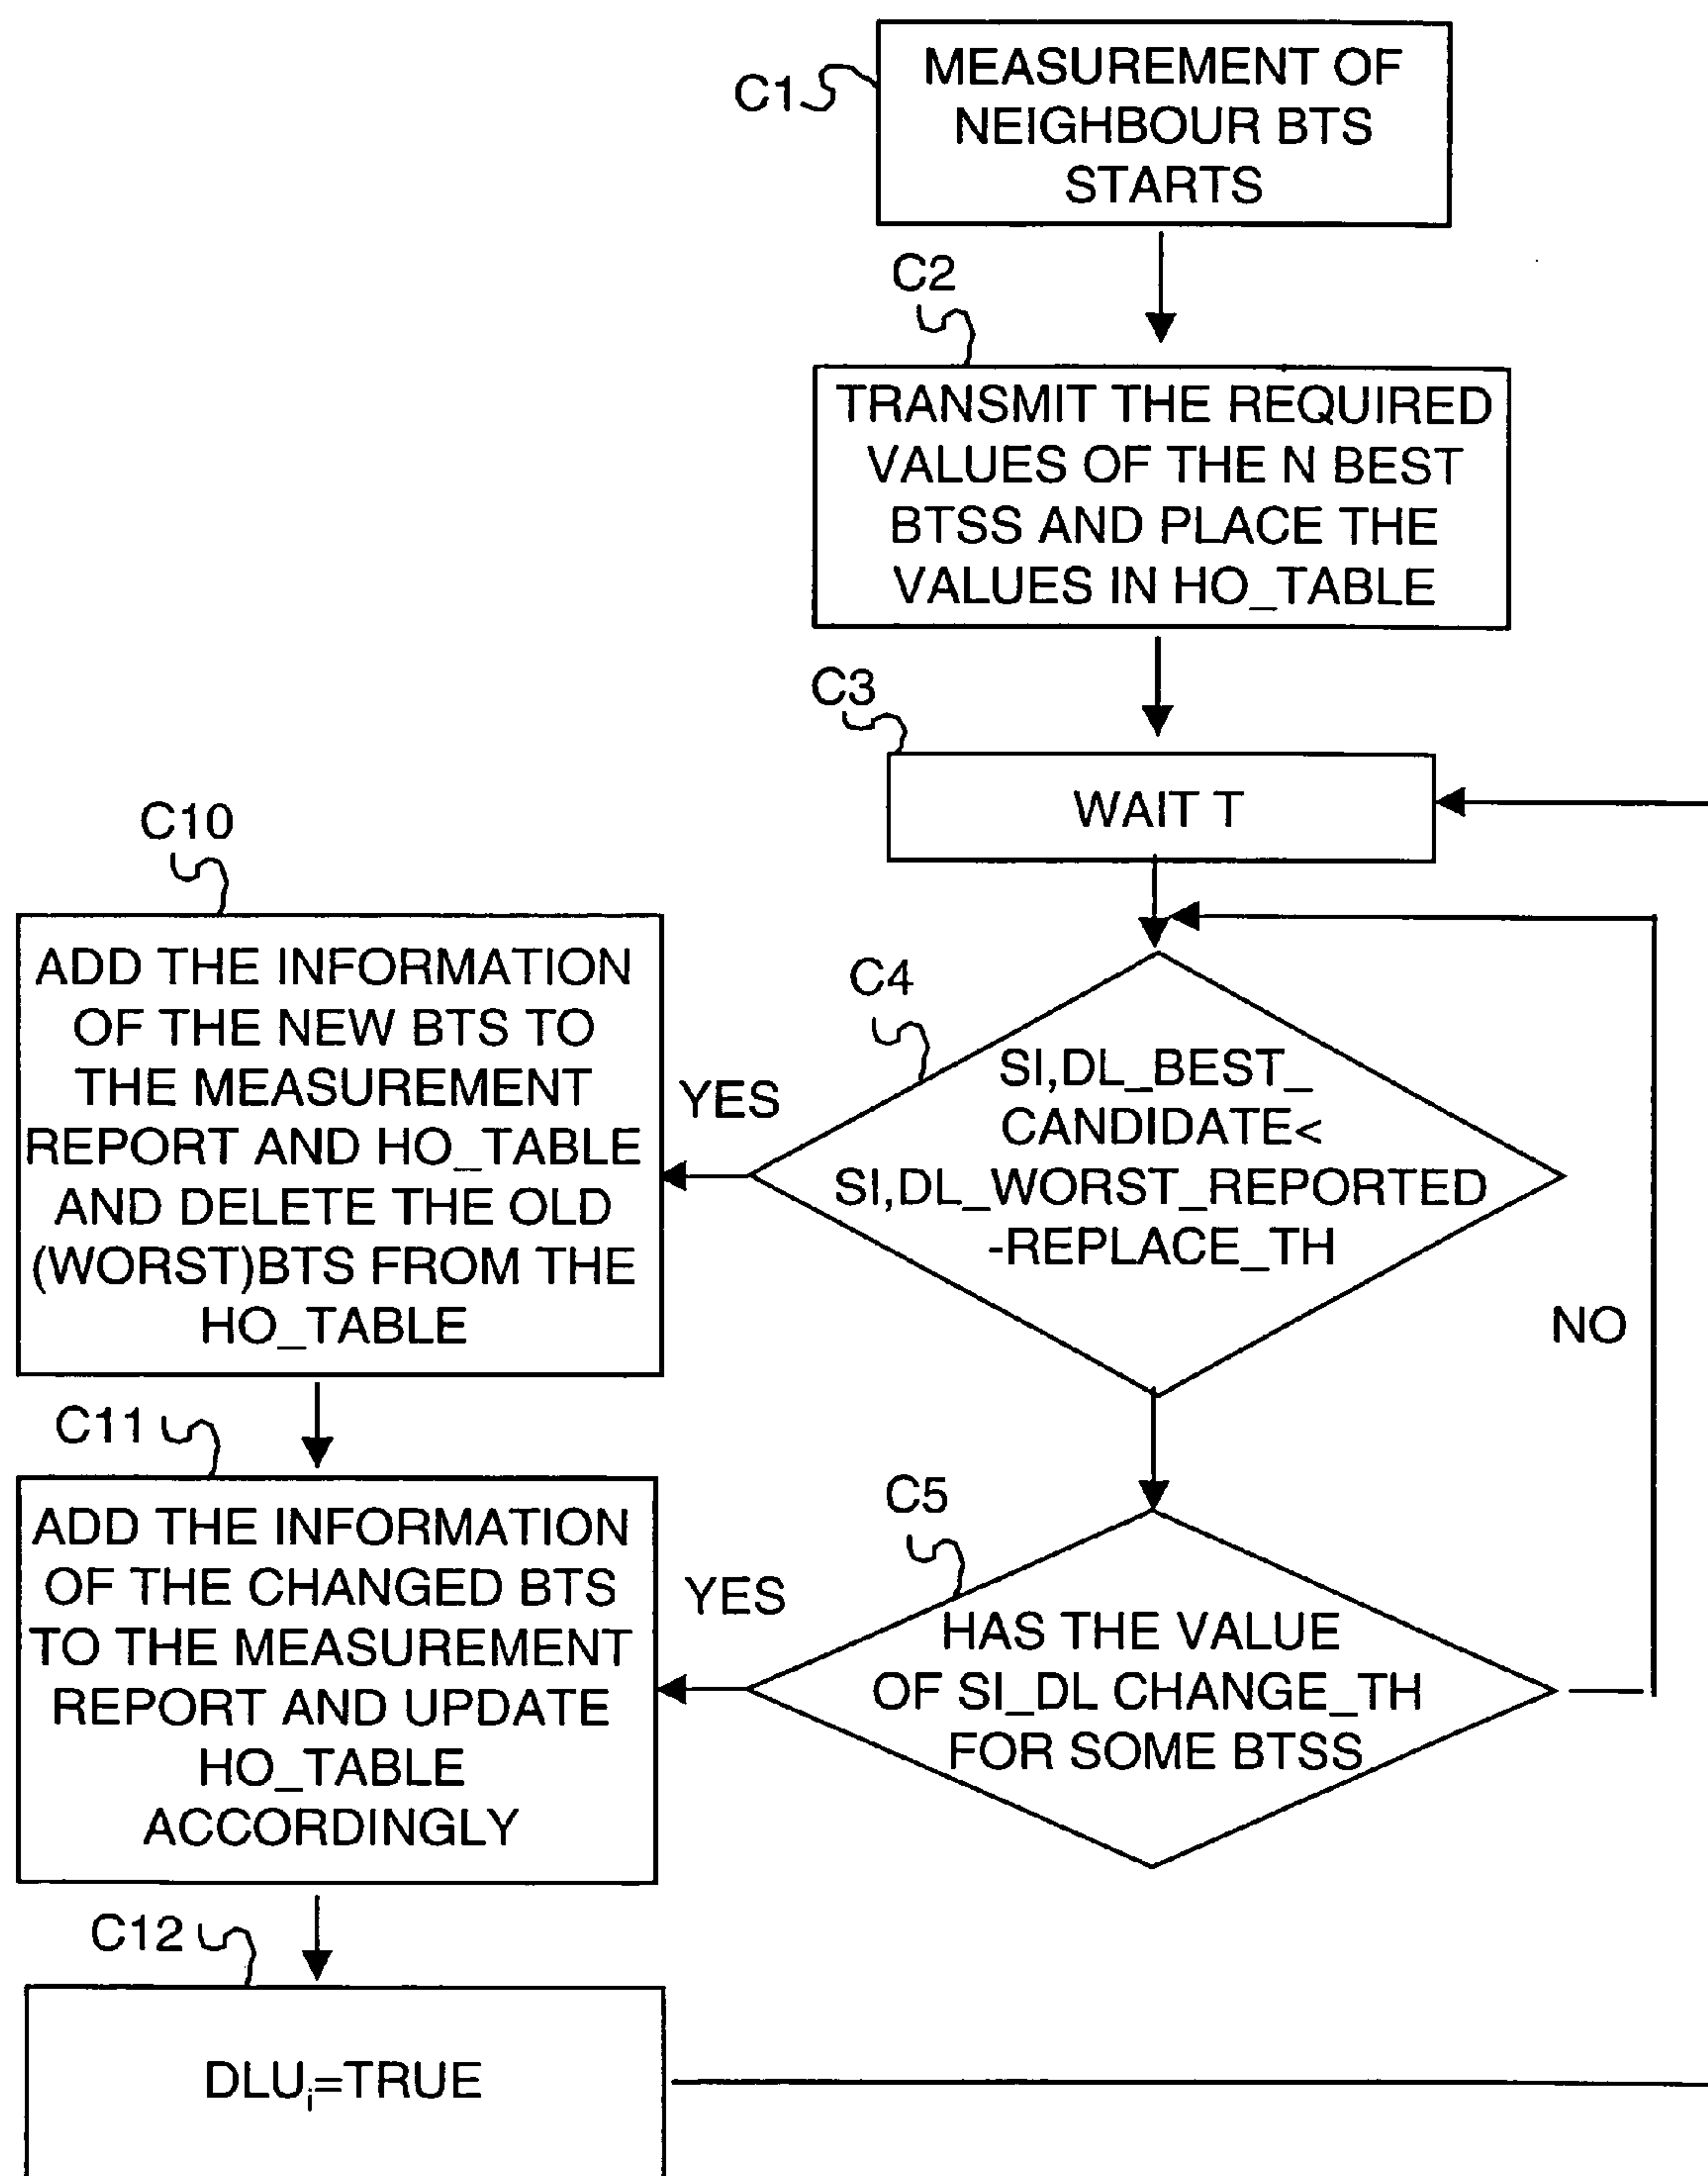 C1
MEASUREMENT OF
NEIGHBOUR BTS
STARTS
C2
TRANSMIT THE REQUIRED
VALUES OF THE N BEST
BTSS AND PLACE THE
VALUES IN HO_TABLE
C3
WAIT T
C4
SI,DL_BEST_
CANDIDATE<
SI,DL_WORST_REPORTED
-REPLACE_TH
YES
C10
ADD THE INFORMATION
OF THE NEW BTS TO
THE MEASUREMENT
REPORT AND HO_TABLE
AND DELETE THE OLD
(WORST)BTS FROM THE
HO_TABLE
NO
C5
HAS THE VALUE
OF SI_DL CHANGE_TH
FOR SOME BTSS
YES
C11
ADD THE INFORMATION
OF THE CHANGED BTS
TO THE MEASUREMENT
REPORT AND UPDATE
HO_TABLE
ACCORDINGLY
C12
DLUi=TRUE